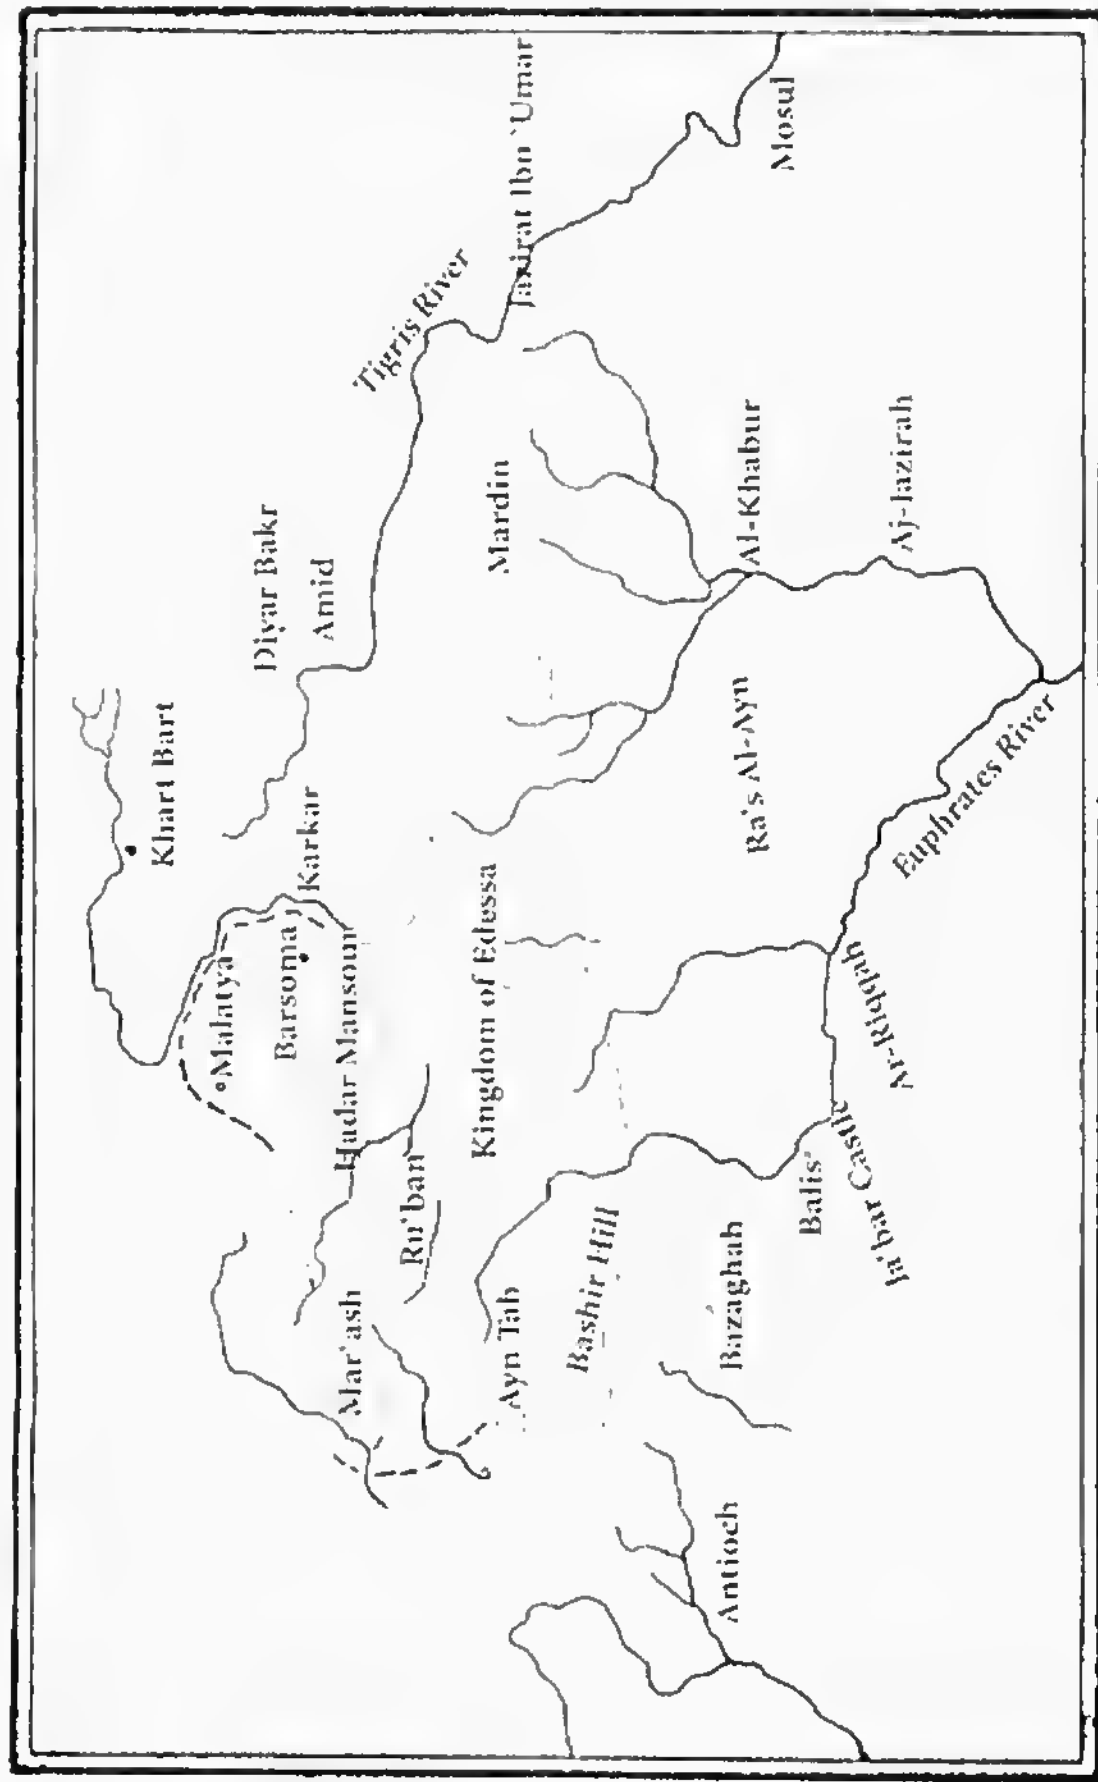 Khart Bart
Malatya
Diyar Bakr
Barsoma
Karkar
Amid
Tigris River
Hadar Mansour
Mar'ash
Ru'ban
Kingdom of Edessa
Mardin
Jazirat Ibn `Umar
Ayn Tab
Bashir Hill
Antioch
Bazaghah
Ra's Al-Ayn
Al-Khabur
Mosul
Balis'
Ja'bar Castle
Ar-Riqqah
Euphrates River
Aj-Jazirah